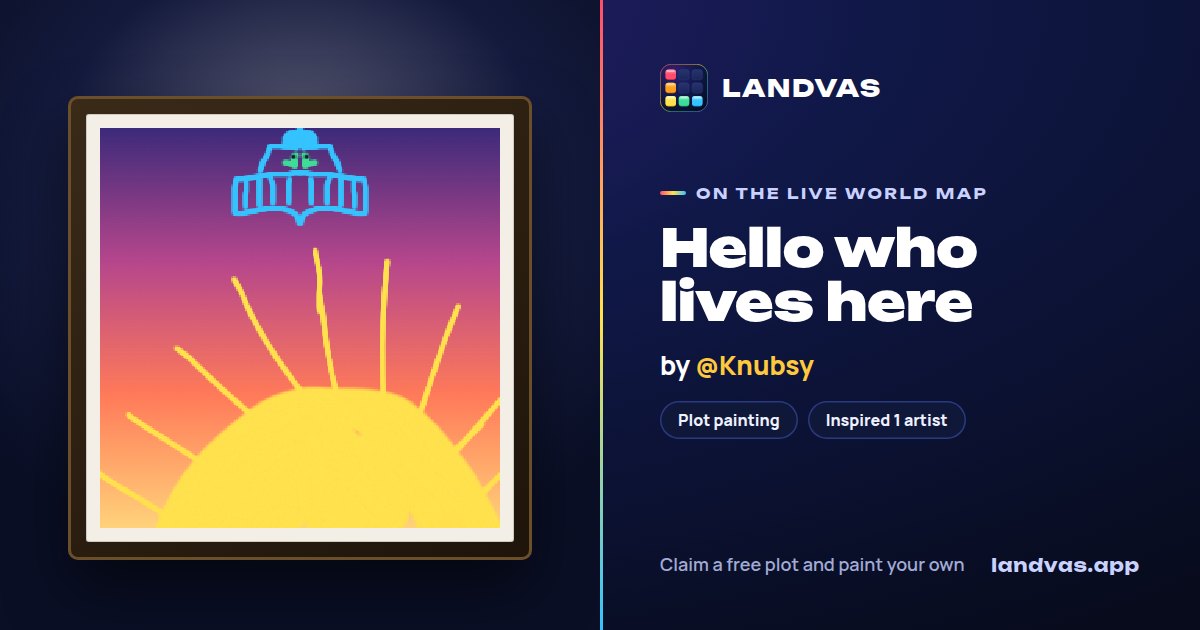 LANDVAS
ON THE LIVE WORLD MAP
Hello who
lives here
by @Knubsy
Plot painting
Inspired 1 artist
Claim a free plot and paint your own
landvas.app